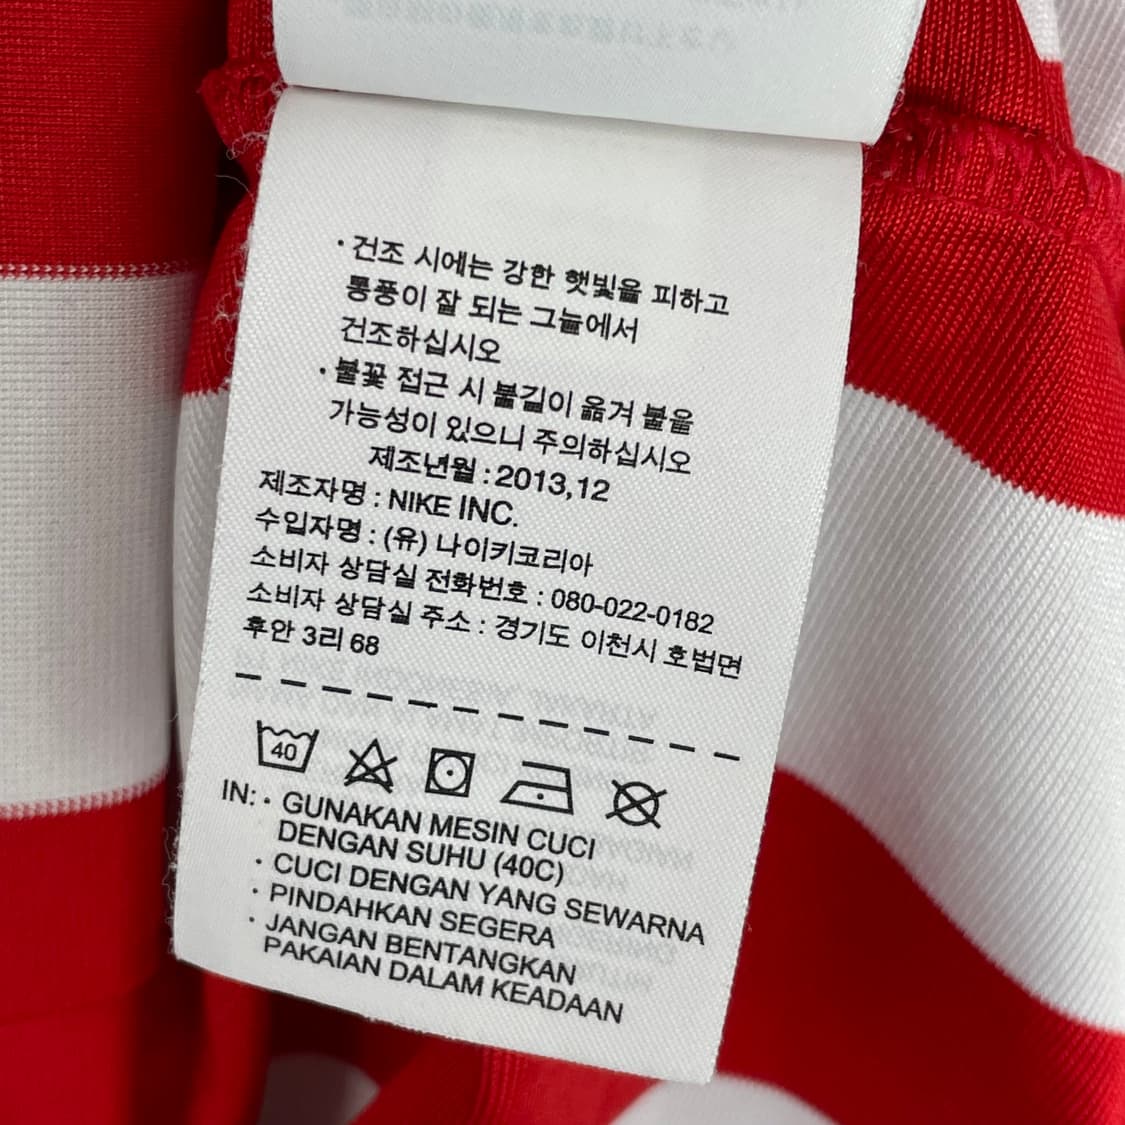 · 건조 시에는 강한 햇빛을 피하고
통풍이 잘 되는 그늘에서
건조하십시오
· 불꽃 접근 시 불길이 옮겨 붙을
가능성이 있으니 주의하십시오
제조년월 : 2013,12
제조자명 : NIKE INC.
수입자명 : (유) 나이키코리아
소비자 상담실 전화번호 : 080-022-0182
소비자 상담실 주소 : 경기도 이천시 호법면
후안 3리 68
40
IN: · GUNAKAN MESIN CUCI
DENGAN SUHU (40C)
· CUCI DENGAN YANG SEWARNA
· PINDAHKAN SEGERA
· JANGAN BENTANGKAN
PAKAIAN DALAM KEADAAN